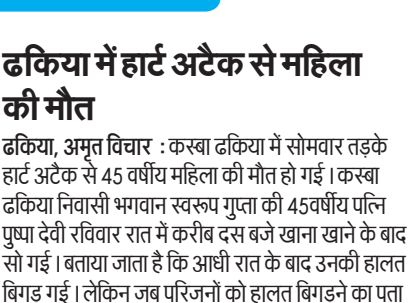 ढकिया में हार्ट अटैक से महिला
की मौत
ढकिया, अमृत विचार : कस्बा ढकिया में सोमवार तड़के
हार्ट अटैक से 45 वर्षीय महिला की मौत हो गई । कस्बा
ढकिया निवासी भगवान स्वरूप गुप्ता की 45वर्षीय पत्नि
पुष्पा देवी रविवार रात में करीब दस बजे खाना खाने के बाद
सो गई । बताया जाता है कि आधी रात के बाद उनकी हालत
बिगड गई । लेकिन जब परिजनों को हालत बिगडने का पता